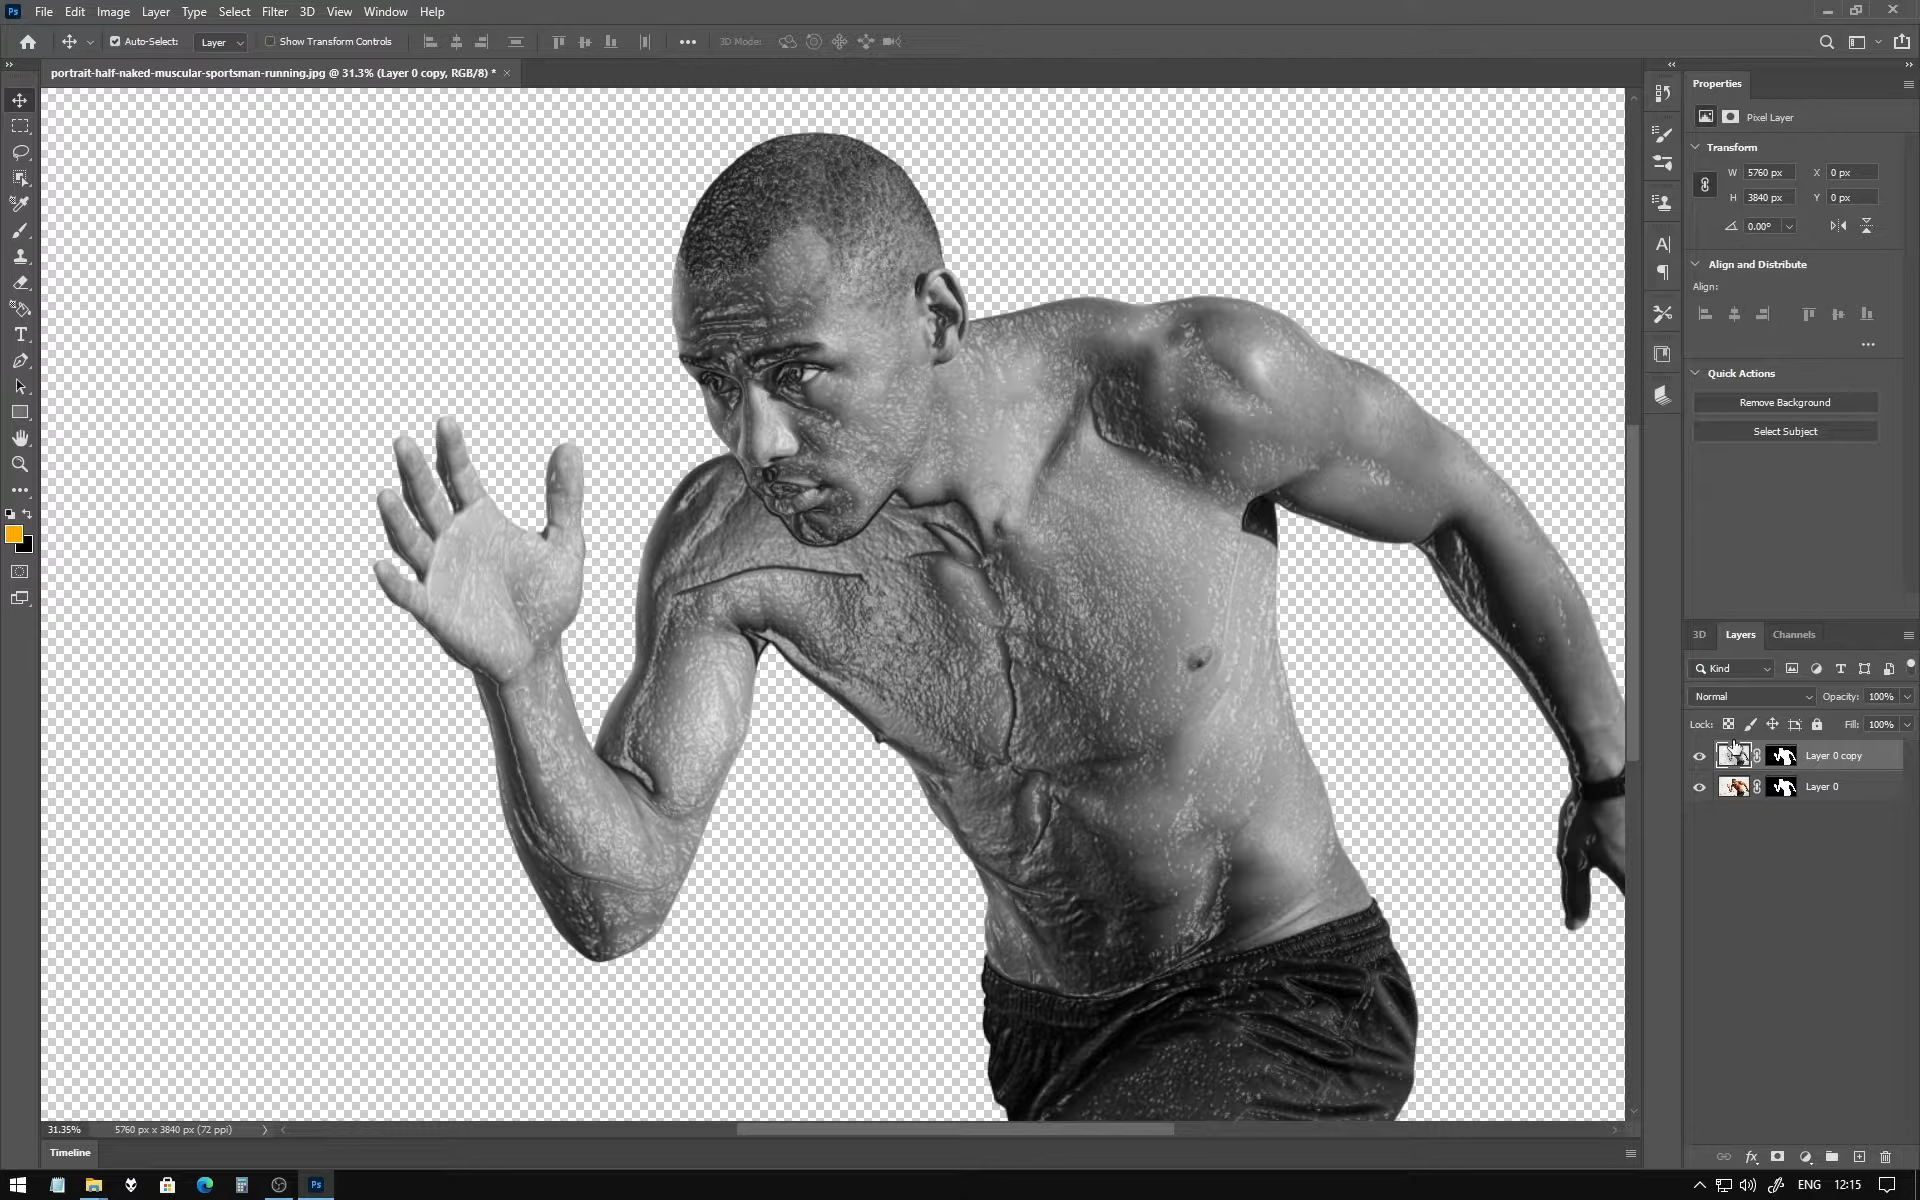 Ps File Edit Image Layer Type Select Filter 3D View Window Help
Auto-Select: Layer Show Transform Controls 3D Mode:
portrait-half-naked-muscular-sportsman-running.jpg @ 31.3% (Layer 0 copy, RGB/8) *
Properties
Pixel Layer
Transform
W 5760 px X 0 px
H 3840 px Y 0 px
0.00°
Align and Distribute
Align:
Quick Actions
Remove Background
Select Subject
3D Layers Channels
Kind
Normal Opacity: 100%
Lock: Fill: 100%
Layer 0 copy
Layer 0
31.35% 5760 px x 3840 px (72 ppi)
Timeline
Ps ENG 12:15